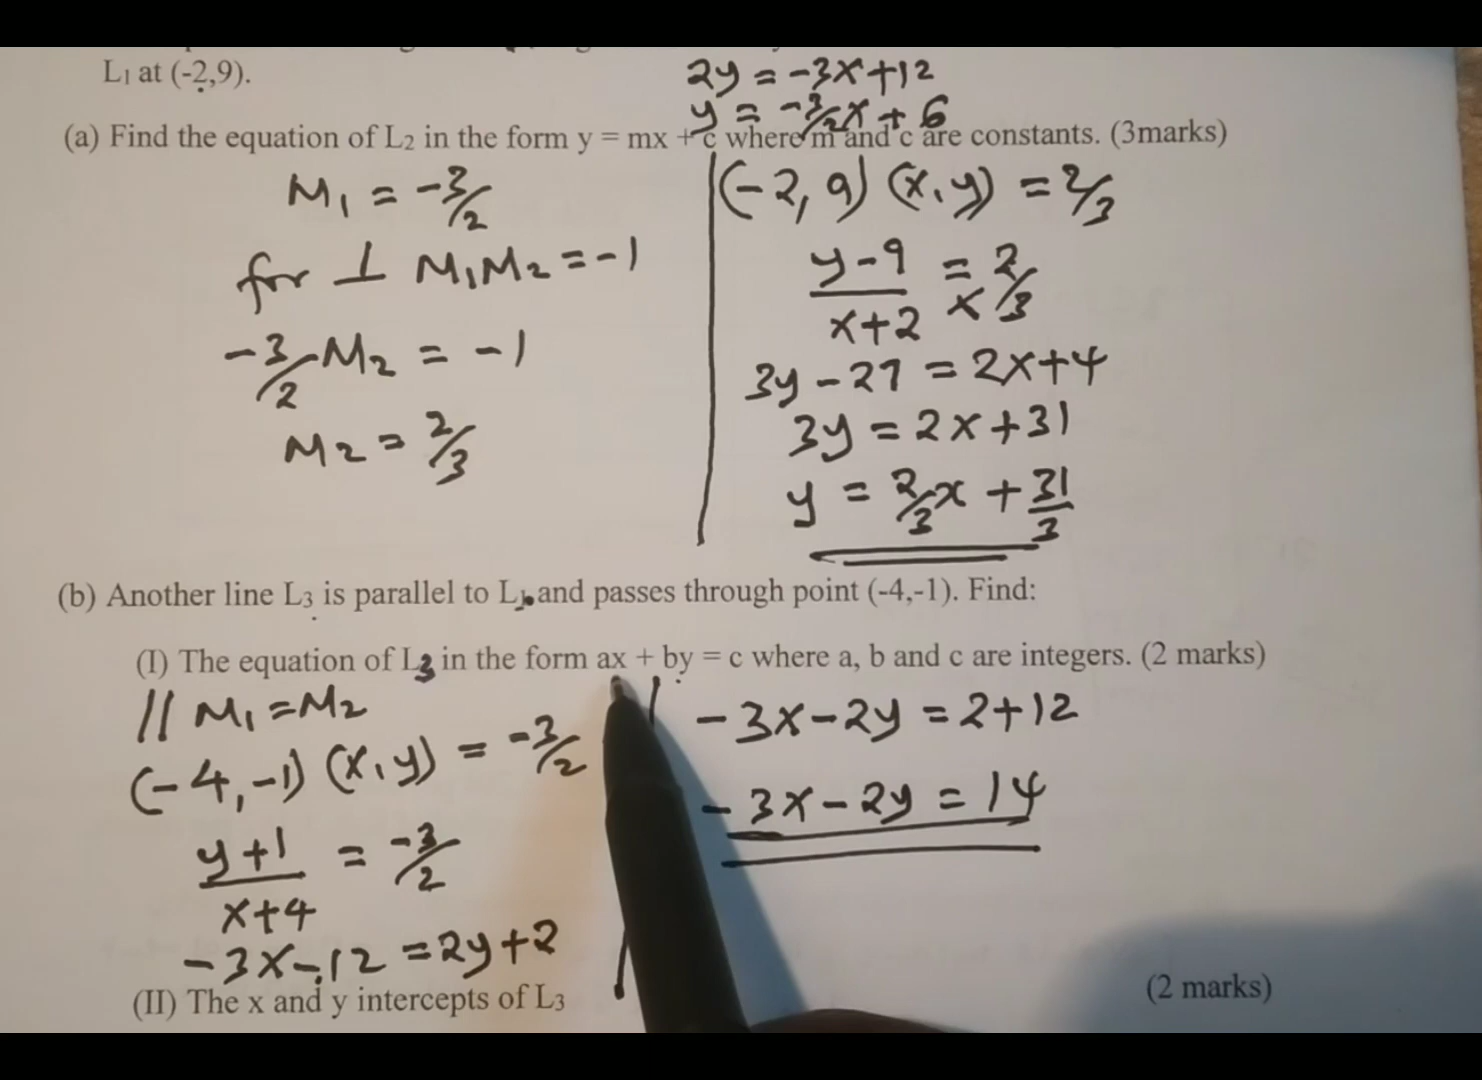 L₁ at (-2,9).
2y = -3x+12
y = -3/2x + 6
(a) Find the equation of L₂ in the form y = mx + c where m and c are constants. (3marks)
M₁ = -3/2
for ⊥ M₁M₂ = -1
-3/2 M₂ = -1
M₂ = 2/3
(-2, 9) (x,y) = 2/3
y-9 / x+2 = 2/3
×
3y - 27 = 2x+4
3y = 2x+31
y = 2/3x + 31/3
(b) Another line L₃ is parallel to L₁ and passes through point (-4,-1). Find:
(I) The equation of L3 in the form ax + by = c where a, b and c are integers. (2 marks)
// M₁ = M₂
(-4,-1) (x,y) = -3/2
y+1 / x+4 = -3/2
-3x-12 = 2y+2
-3x-2y = 2+12
-3x-2y = 14
(II) The x and y intercepts of L₃ (2 marks)